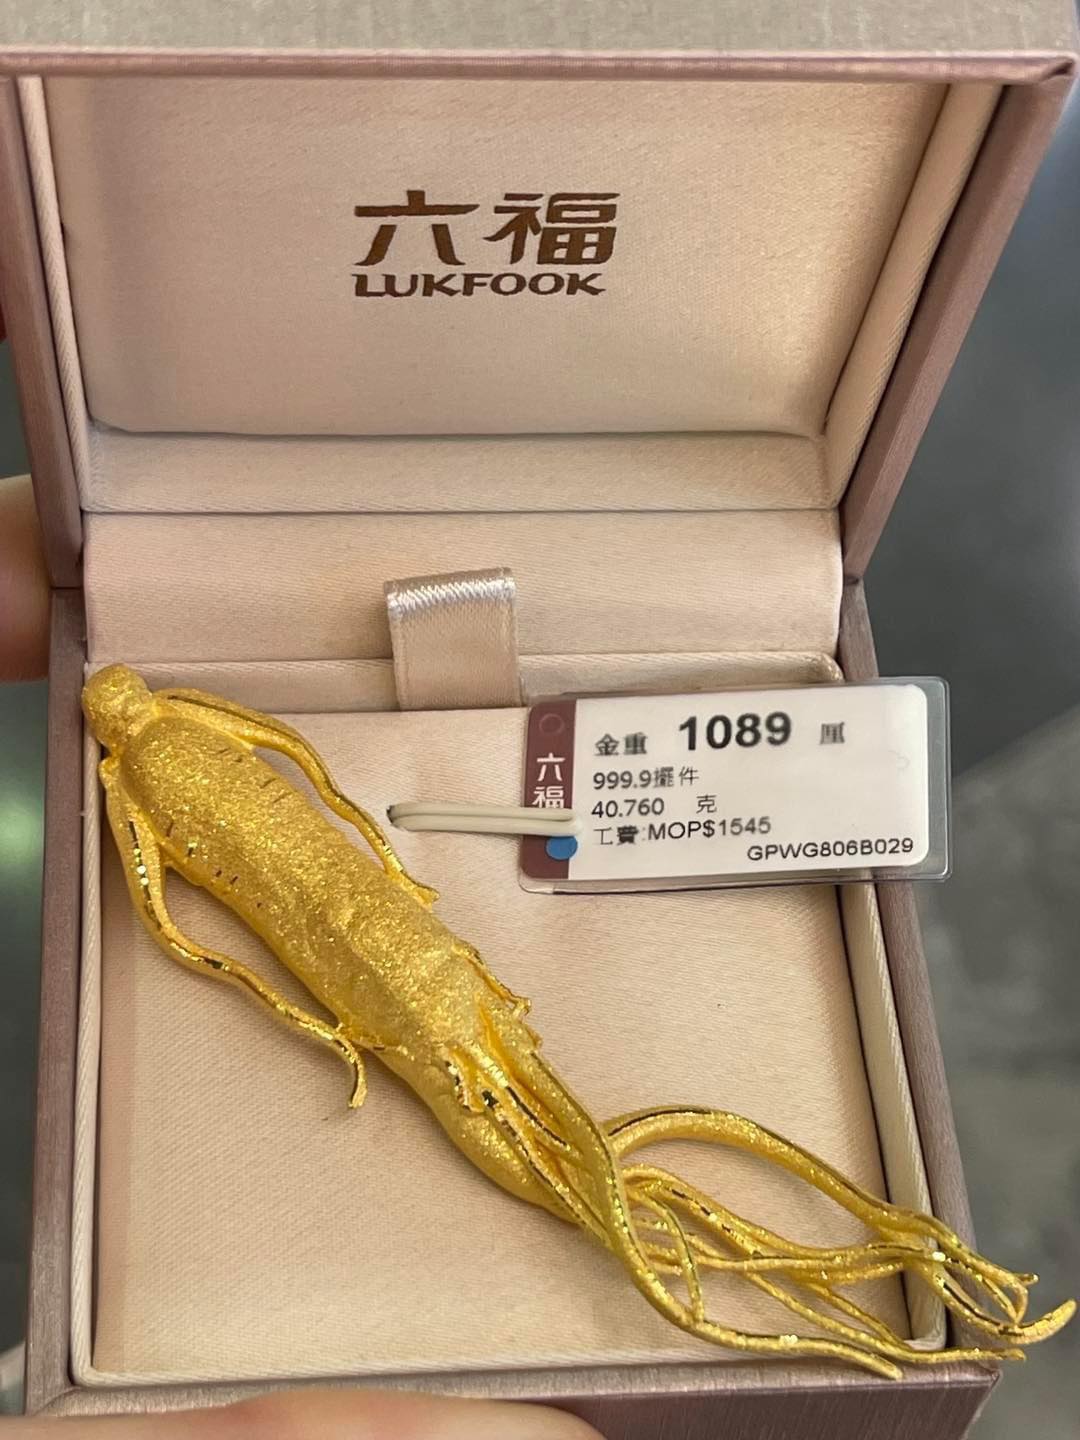 六福
LUKFOOK
六福
金重 1089 厘
999.9擺件
40.760 克
工費:MOP$1545
GPWG806B029